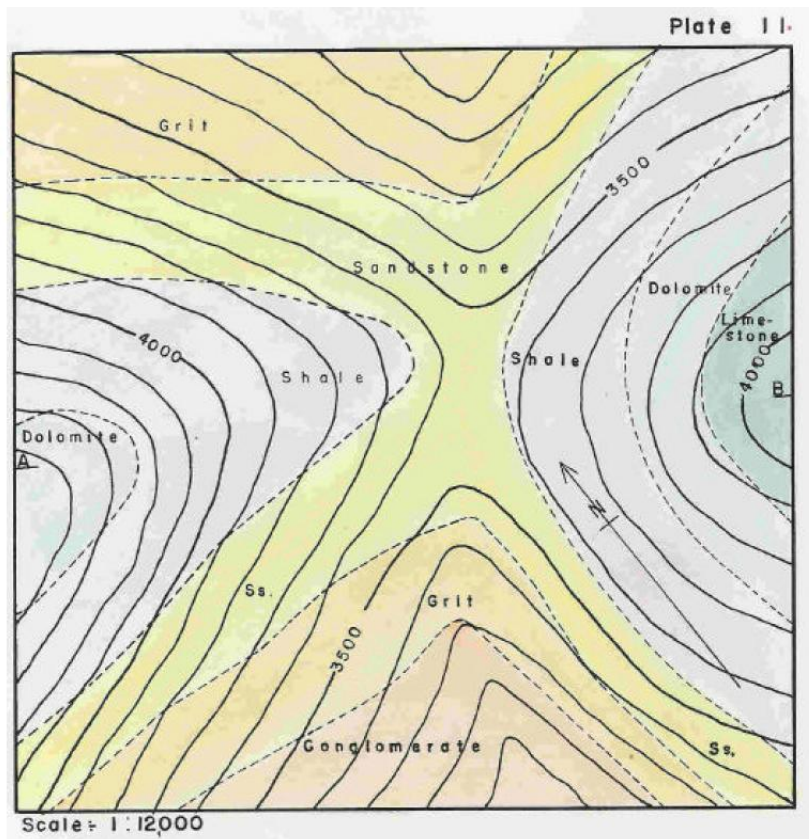 Plate 11.
Grit
3500
Sandstone
Dolomite
Lime-
stone
4000
Shale
Shale
4000
B
Dolomite
A
N
Ss.
Grit
3500
Conglomerate
Ss.
Scale:- 1:12000